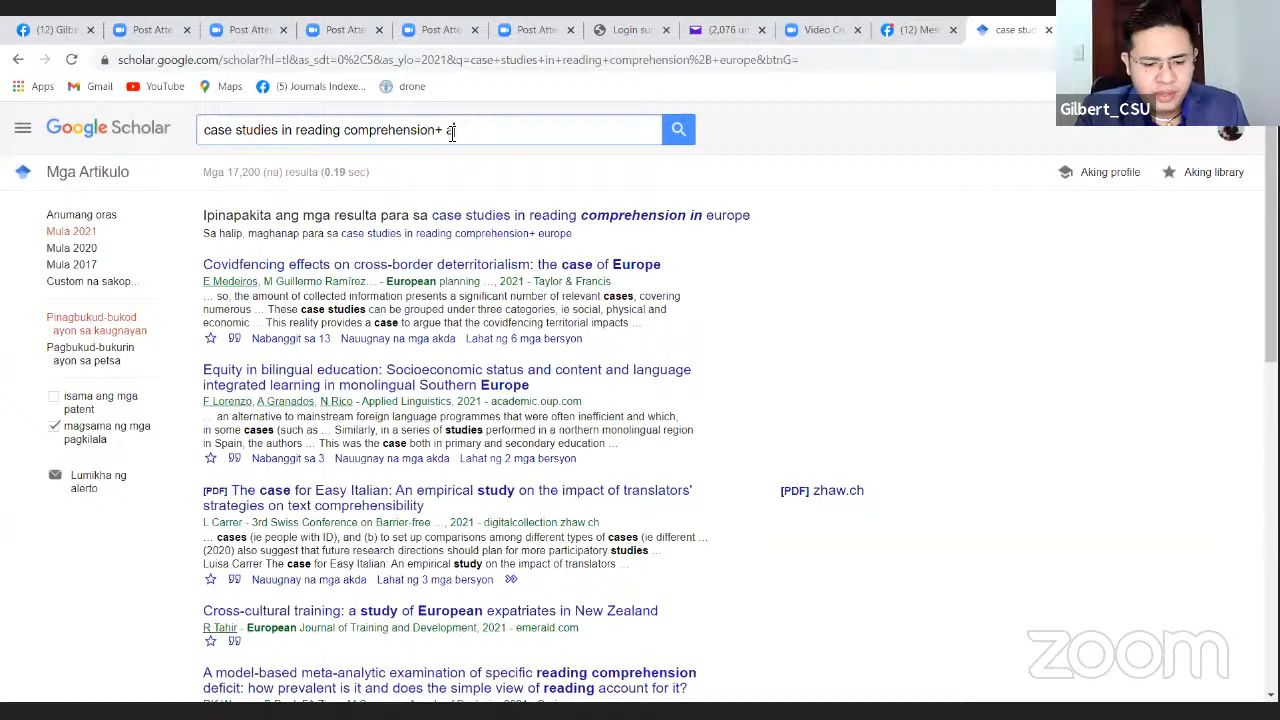 (12) Gilbe
Post Atte
Post Atte
Post Atte
Post Atte
Post Atte
Login su
(2,076 un
Video Co
(12) Mess
case stud
scholar.google.com/scholar?hl=tl&as_sdt=0%2C5&as_ylo=2021&q=case+studies+in+reading+comprehension%2B+europe&btnG=
Apps
Gmail
YouTube
Maps
(5) Journals Indexe...
drone
Gilbert_CSU
Google Scholar
case studies in reading comprehension+ a
Mga Artikulo
Mga 17,200 (na) resulta (0.19 sec)
Aking profile
Aking library
Anumang oras
Mula 2021
Mula 2020
Mula 2017
Custom na sakop...
Pinagbukud-bukod
ayon sa kaugnayan
Pagbukud-bukurin
ayon sa petsa
isama ang mga
patent
magsama ng mga
pagkilala
Lumikha ng
alerto
Ipinapakita ang mga resulta para sa case studies in reading comprehension in europe
Sa halip, maghanap para sa case studies in reading comprehension+ europe
Covidfencing effects on cross-border deterritorialism: the case of Europe
E Medeiros, M Guillermo Ramírez... - European planning ..., 2021 - Taylor & Francis
... so, the amount of collected information presents a significant number of relevant cases, covering
numerous ... These case studies can be grouped under three categories, ie social, physical and
economic ... This reality provides a case to argue that the covidfencing territorial impacts ...
Nabanggit sa 13 Nauugnay na mga akda Lahat ng 6 mga bersyon
Equity in bilingual education: Socioeconomic status and content and language
integrated learning in monolingual Southern Europe
F Lorenzo, A Granados, N Rico - Applied Linguistics, 2021 - academic.oup.com
... an alternative to mainstream foreign language programmes that were often inefficient and which,
in some cases (such as ... Similarly, in a series of studies performed in a northern monolingual region
in Spain, the authors ... This was the case both in primary and secondary education ...
Nabanggit sa 3 Nauugnay na mga akda Lahat ng 2 mga bersyon
[PDF] The case for Easy Italian: An empirical study on the impact of translators'
strategies on text comprehensibility
[PDF] zhaw.ch
L Carrer - 3rd Swiss Conference on Barrier-free ..., 2021 - digitalcollection.zhaw.ch
... cases (ie people with ID), and (b) to set up comparisons among different types of cases (ie different ...
(2020) also suggest that future research directions should plan for more participatory studies ...
Luisa Carrer The case for Easy Italian: An empirical study on the impact of translators ...
Nauugnay na mga akda Lahat ng 3 mga bersyon
Cross-cultural training: a study of European expatriates in New Zealand
R Tahir - European Journal of Training and Development, 2021 - emerald.com
A model-based meta-analytic examination of specific reading comprehension
deficit: how prevalent is it and does the simple view of reading account for it?
zoom